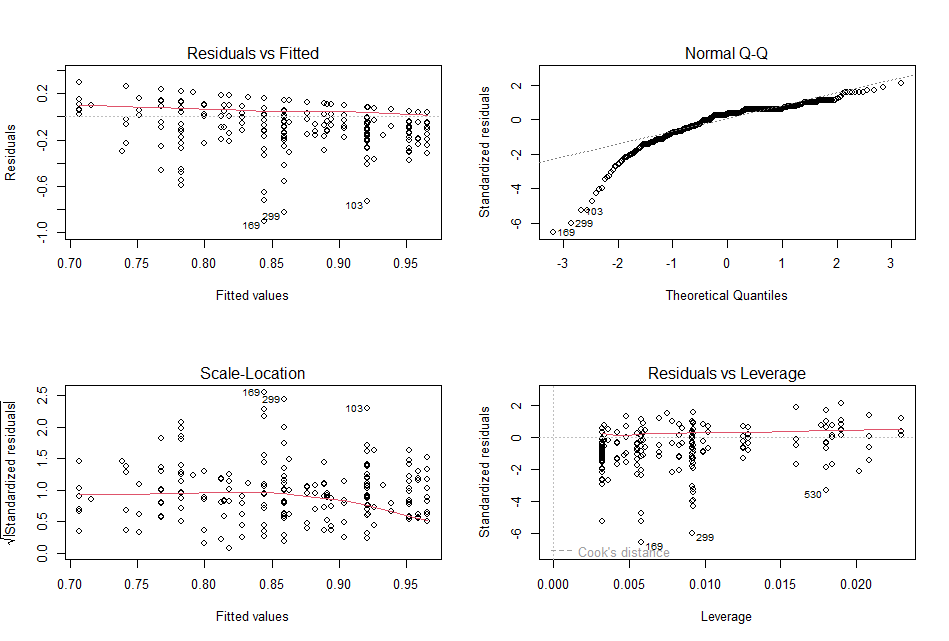 Residuals vs Fitted
Residuals
0.2
-0.2
-0.6
-1.0
169
299
103
0.70 0.75 0.80 0.85 0.90 0.95
Fitted values
Normal Q-Q
Standardized residuals
2
0
-2
-4
-6
103
299
169
-3 -2 -1 0 1 2 3
Theoretical Quantiles
Scale-Location
√|Standardized residuals|
2.5
2.0
1.5
1.0
0.5
0.0
169
299
103
0.70 0.75 0.80 0.85 0.90 0.95
Fitted values
Residuals vs Leverage
Standardized residuals
2
0
-2
-4
-6
530
299
169
Cook's distance
0.000 0.005 0.010 0.015 0.020
Leverage